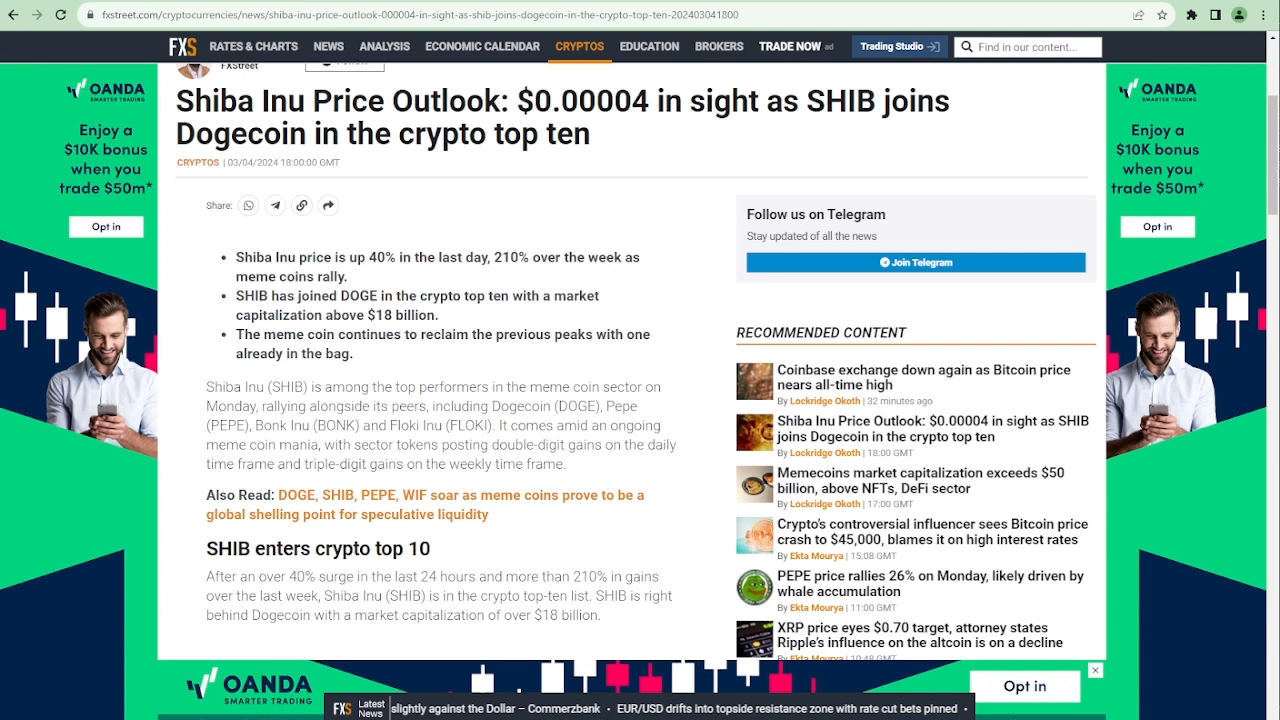 fxstreet.com/cryptocurrencies/news/shiba-inu-price-outlook-000004-in-sight-as-shib-joins-dogecoin-in-the-crypto-top-ten-202403041800
FXS RATES & CHARTS NEWS ANALYSIS ECONOMIC CALENDAR CRYPTOS EDUCATION BROKERS TRADE NOW ad Trading Studio Find in our content...
FXStreet
Shiba Inu Price Outlook: $0.00004 in sight as SHIB joins
Dogecoin in the crypto top ten
CRYPTOS | 03/04/2024 18:00:00 GMT
Share:
• Shiba Inu price is up 40% in the last day, 210% over the week as
meme coins rally.
• SHIB has joined DOGE in the crypto top ten with a market
capitalization above $18 billion.
• The meme coin continues to reclaim the previous peaks with one
already in the bag.
Shiba Inu (SHIB) is among the top performers in the meme coin sector on
Monday, rallying alongside its peers, including Dogecoin (DOGE), Pepe
(PEPE), Bonk Inu (BONK) and Floki Inu (FLOKI). It comes amid an ongoing
meme coin mania, with sector tokens posting double-digit gains on the daily
time frame and triple-digit gains on the weekly time frame.
Also Read: DOGE, SHIB, PEPE, WIF soar as meme coins prove to be a
global shelling point for speculative liquidity
SHIB enters crypto top 10
After an over 40% surge in the last 24 hours and more than 210% in gains
over the last week, Shiba Inu (SHIB) is in the crypto top-ten list. SHIB is right
behind Dogecoin with a market capitalization of over $18 billion.
Follow us on Telegram
Stay updated of all the news
Join Telegram
RECOMMENDED CONTENT
Coinbase exchange down again as Bitcoin price
nears all-time high
By Lockridge Okoth | 32 minutes ago
Shiba Inu Price Outlook: $0.00004 in sight as SHIB
joins Dogecoin in the crypto top ten
By Lockridge Okoth | 18:00 GMT
Memecoins market capitalization exceeds $50
billion, above NFTs, DeFi sector
By Lockridge Okoth | 17:00 GMT
Crypto's controversial influencer sees Bitcoin price
crash to $45,000, blames it on high interest rates
By Ekta Mourya | 15:08 GMT
PEPE price rallies 26% on Monday, likely driven by
whale accumulation
By Ekta Mourya | 11:00 GMT
XRP price eyes $0.70 target, attorney states
Ripple's influence on the altcoin is on a decline
By Ekta Mourya | 10:48 GMT
OANDA
SMARTER TRADING
Enjoy a
$10K bonus
when you
trade $50m*
Opt in
OANDA
SMARTER TRADING
Enjoy a
$10K bonus
when you
trade $50m*
Opt in
OANDA
SMARTER TRADING
Opt in
FXS Latest
News
slightly against the Dollar – Commerzbank • EUR/USD drifts into topside resistance zone with rate cut bets pinned •